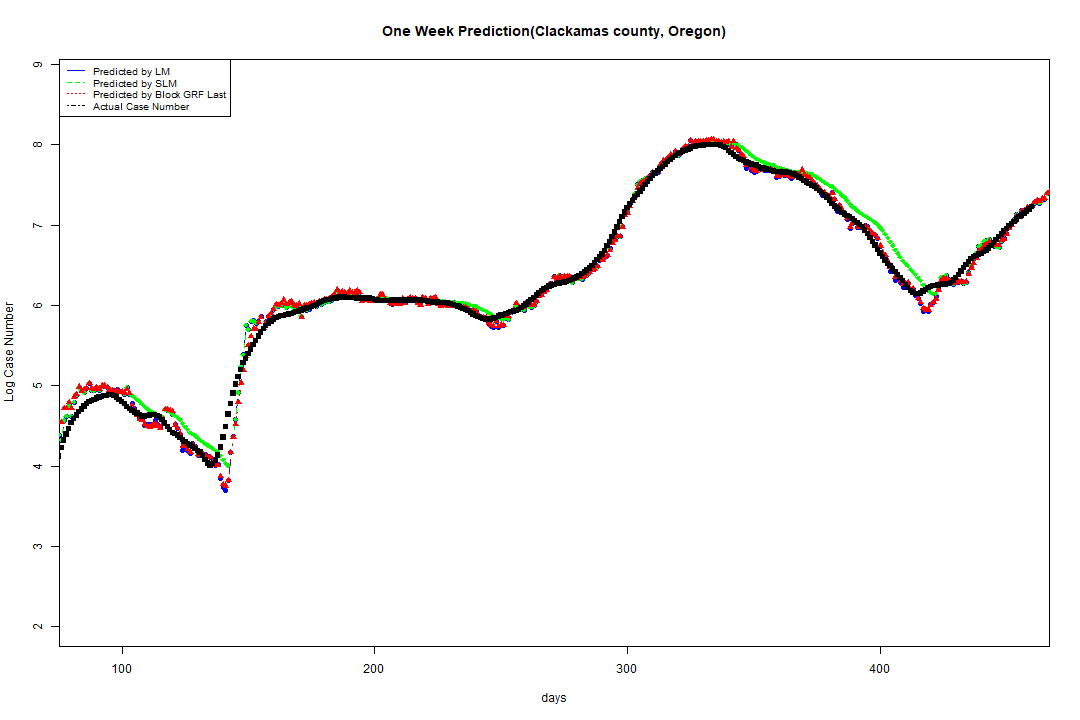 One Week Prediction(Clackamas county, Oregon)
Predicted by LM
Predicted by SLM
Predicted by Block GRF Last
Actual Case Number
9
8
7
6
5
4
3
2
Log Case Number
100 200 300 400
days